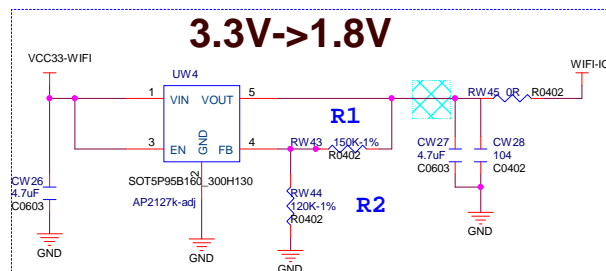 3.3V->1.8V
VCC33-WIFI
WIFI-IO
UW4
RW45 0R
R0402
1
VIN
VOUT
5
R1
3
EN
GND
FB
4
RW43 150K-1%
R0402
2
CW26
4.7uF
C0603
SOT5P95B160_300H130
AP2127k-adj
RW44
120K-1%
R0402
R2
CW27
4.7uF
C0603
CW28
104
C0402
GND
GND
GND
GND